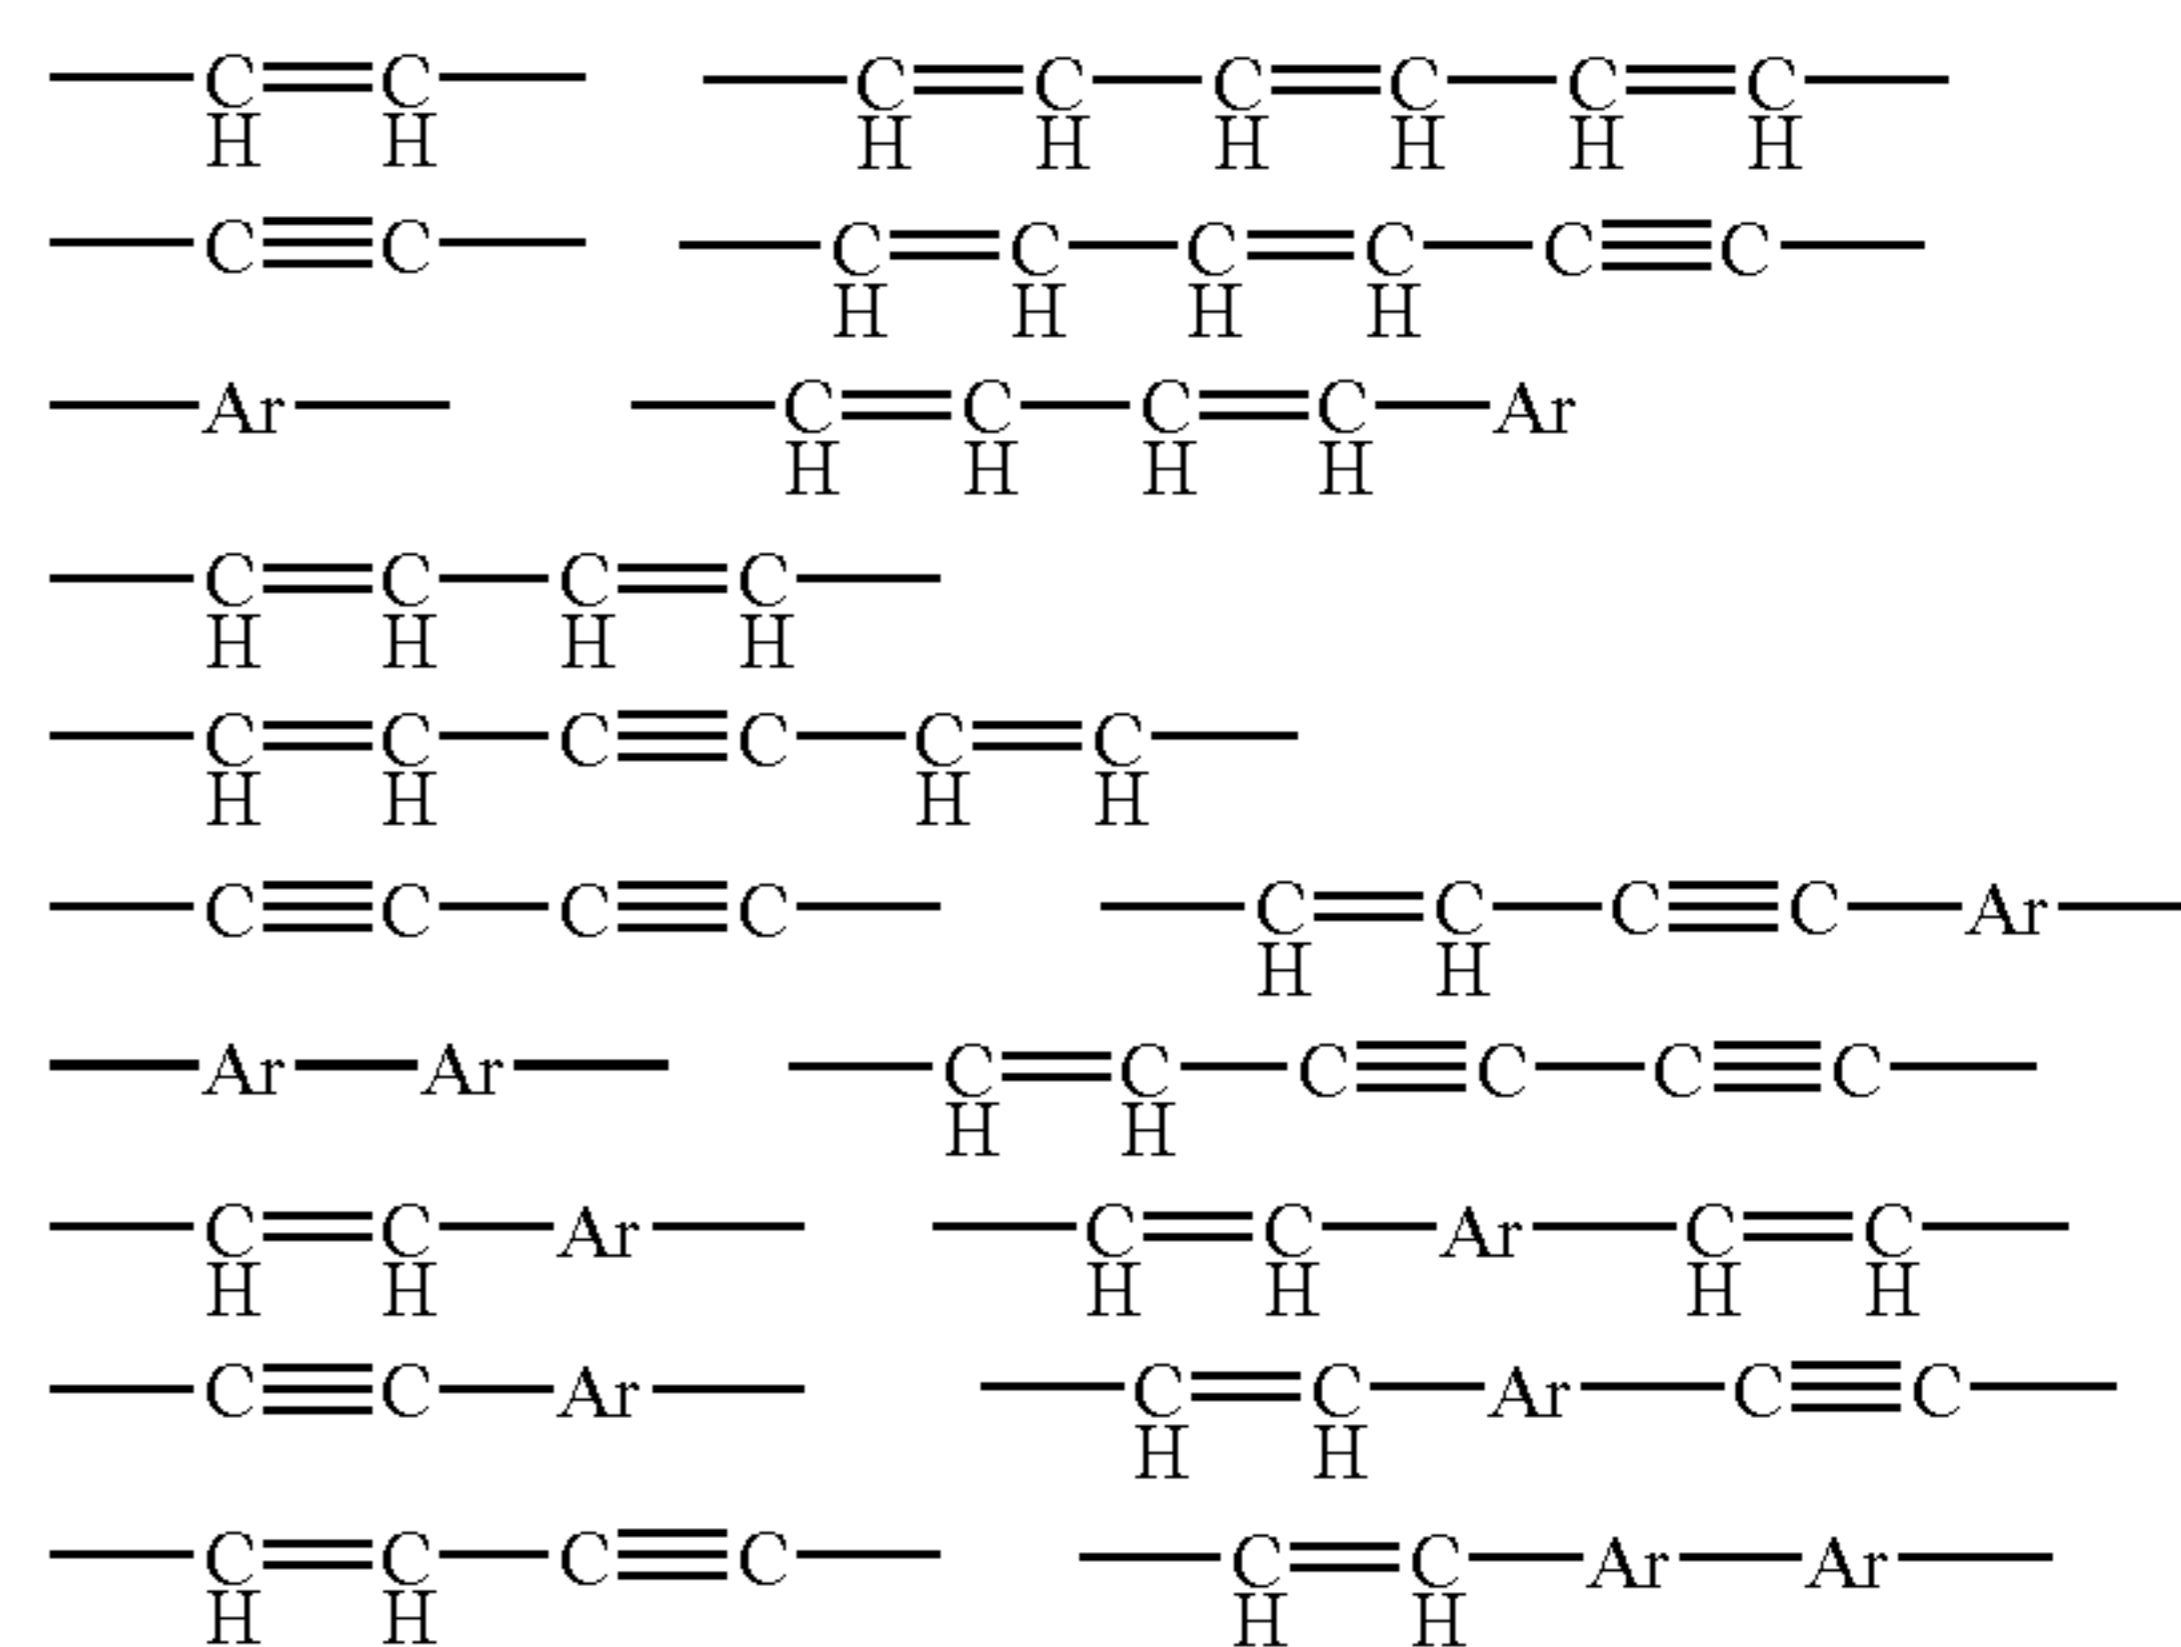 C=C C=C—C=C—C=C
H H H H H H H H
C≡C C=C—C=C—C≡C
H H H H
Ar C=C—C=C—Ar
H H H H
C=C—C=C
H H H H
C=C—C≡C—C=C
H H H H
C≡C—C≡C C=C—C≡C—Ar
H H
Ar—Ar C=C—C≡C—C≡C
H H
C=C—Ar C=C—Ar—C=C
H H H H H H
C≡C—Ar C=C—Ar—C≡C
H H
C=C—C≡C C=C—Ar—Ar
H H H H